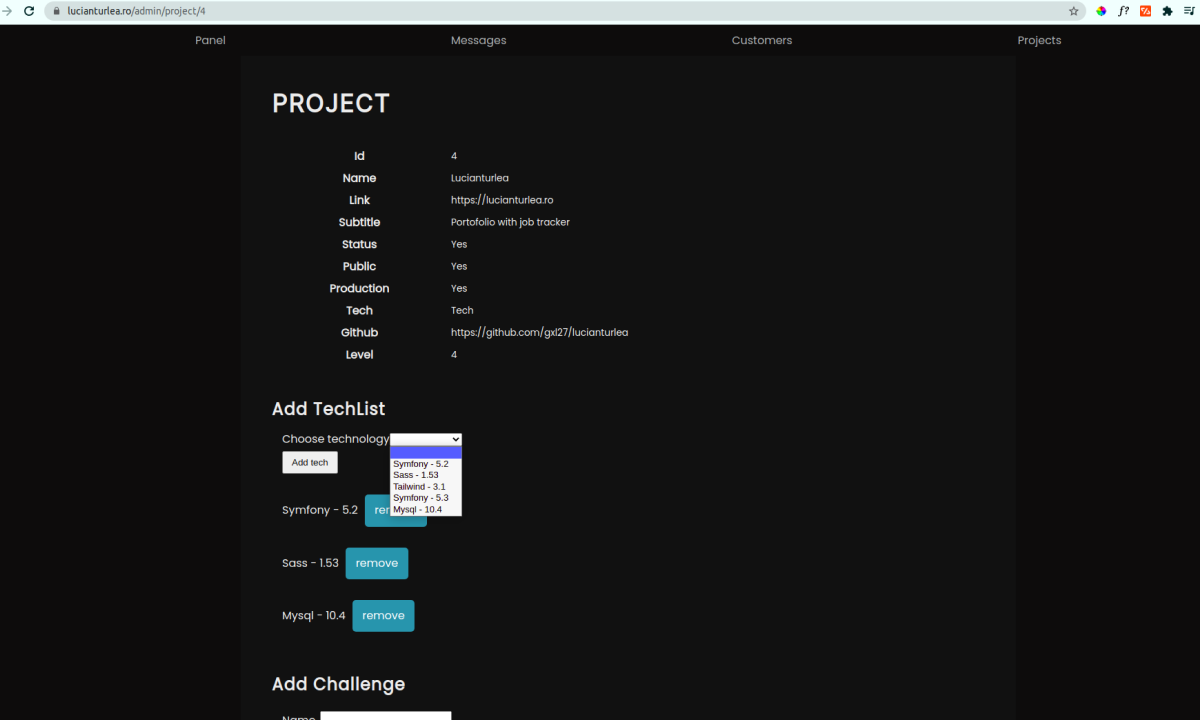 lucianturlea.ro/admin/project/4
f?
Panel Messages Customers Projects
PROJECT
Id 4
Name Lucianturlea
Link https://lucianturlea.ro
Subtitle Portofolio with job tracker
Status Yes
Public Yes
Production Yes
Tech Tech
Github https://github.com/gxl27/lucianturlea
Level 4
Add TechList
Choose technology
Add tech
Symfony - 5.2
Sass - 1.53
Tailwind - 3.1
Symfony - 5.3
Mysql - 10.4
Symfony - 5.2
Sass - 1.53 remove
Mysql - 10.4 remove
Add Challenge
Name